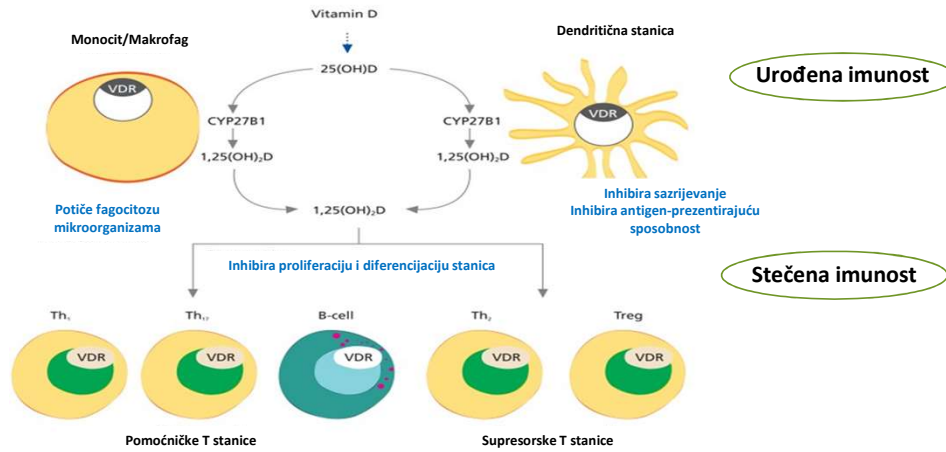 Vitamin D
Monocit/Makrofag
Dendritična stanica
Urođena imunost
VDR
25(OH)D
VDR
CYP27B1
CYP27B1
1,25(OH)₂D
1,25(OH)₂D
Potiče fagocitozu
mikroorganizama
1,25(OH)₂D
Inhibira sazrijevanje
Inhibira antigen-prezentirajuću
sposobnost
Inhibira proliferaciju i diferencijaciju stanica
Stečena imunost
Th₁
Th₁₇
B-cell
Th₂
Treg
VDR
VDR
VDR
VDR
VDR
Pomoćničke T stanice
Supresorske T stanice